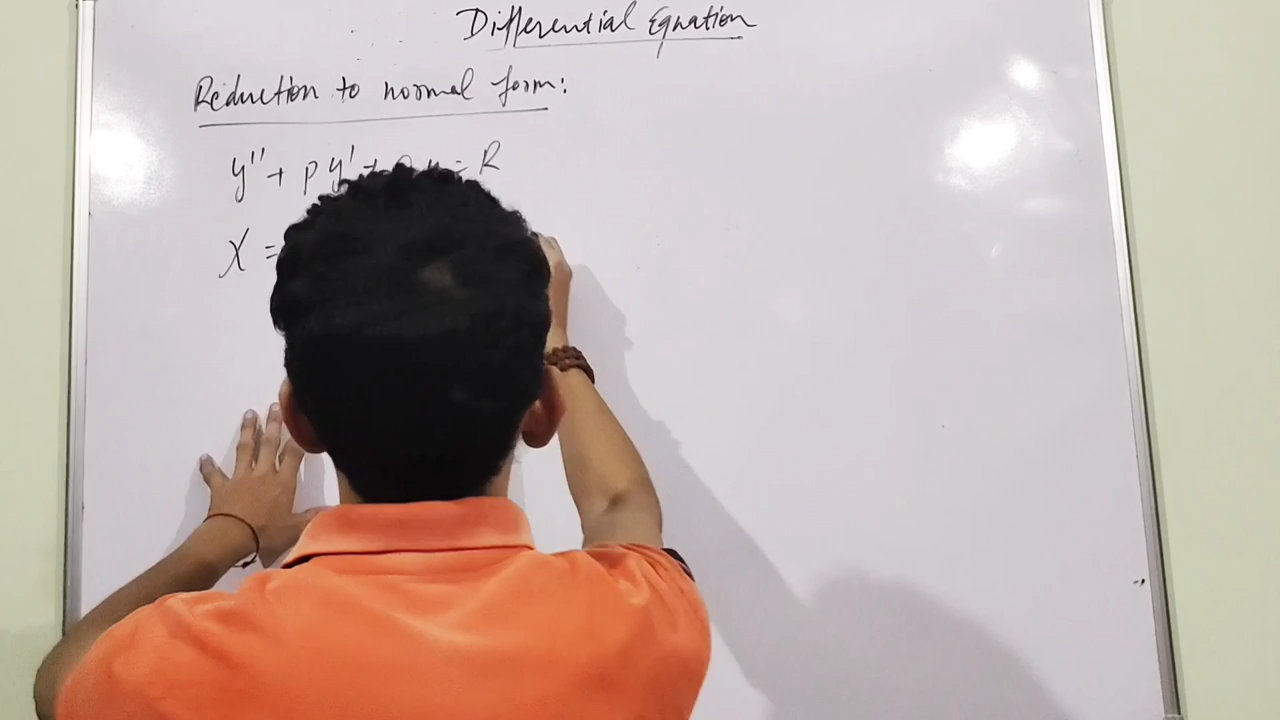 Differential Equation
Reduction to normal form:
y'' + p y' + = R
X =